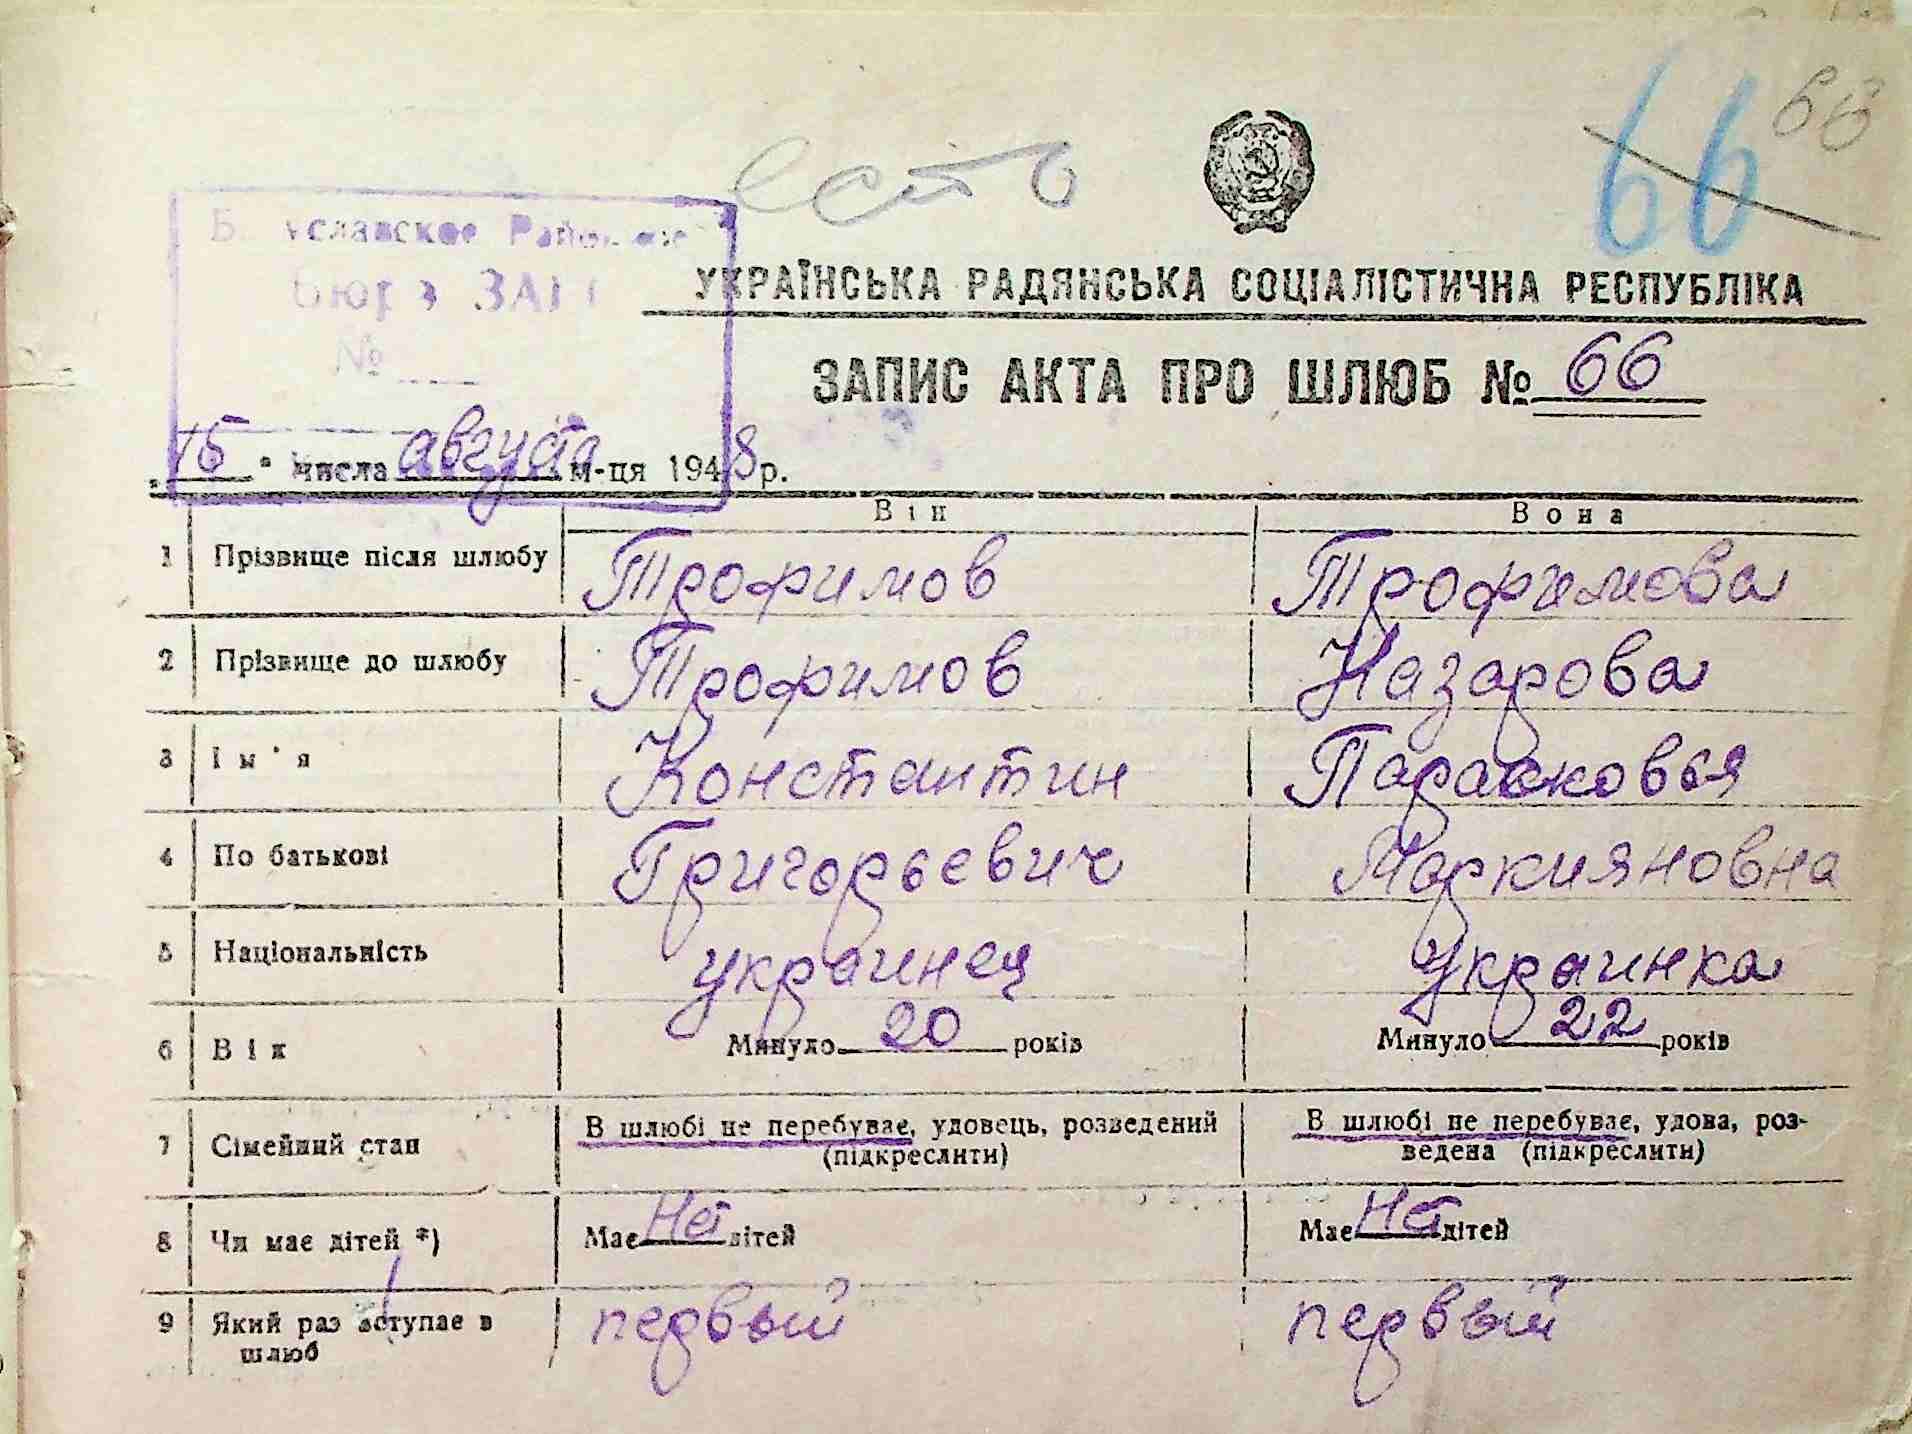 66
66
есть
УКРАЇНСЬКА РАДЯНСЬКА СОЦІАЛІСТИЧНА РЕСПУБЛІКА
Бюро ЗАГС
№
ЗАПИС АКТА ПРО ШЛЮБ № 66
15 " числа августа м-ця 1948 р.
Він Вона
1 Прізвище після шлюбу Трофимов Трофимова
2 Прізвище до шлюбу Трофимов Назарова
3 Ім'я Константин Парасковья
4 По батькові Григорьевич Маркияновна
5 Національність украинец украинка
6 Вік Минуло 20 років Минуло 22 років
7 Сімейний стан В шлюбі не перебуває, удовець, розведений (підкреслити) В шлюбі не перебуває, удова, роз-
ведена (підкреслити)
8 Чи має дітей *) Має Нет дітей Має Нет дітей
9 Який раз вступає в шлюб первый первый